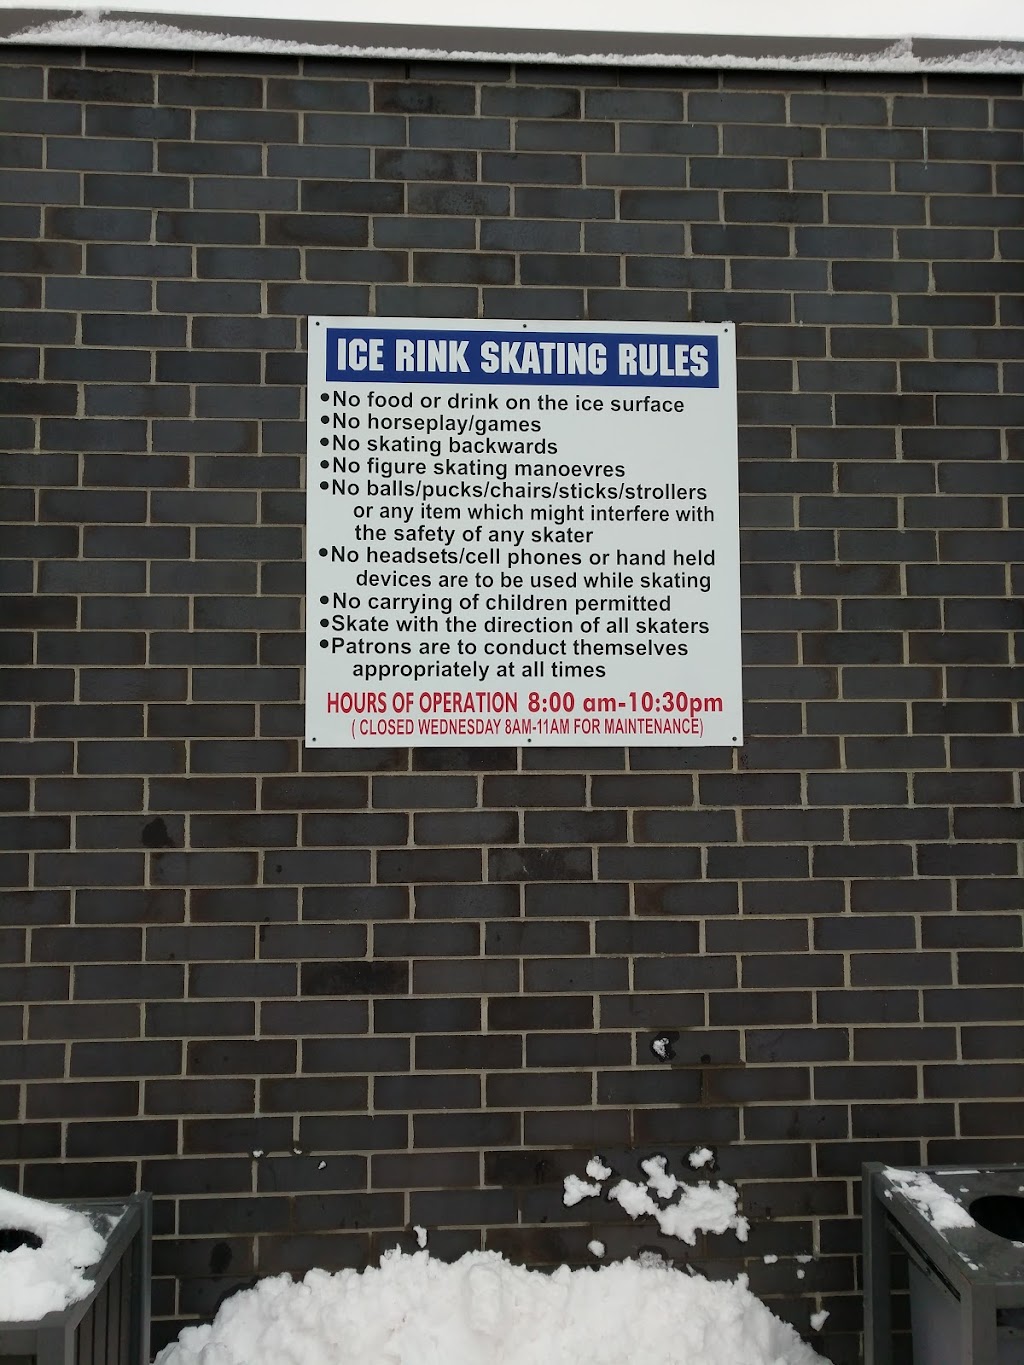 ICE RINK SKATING RULES
•No food or drink on the ice surface
•No horseplay/games
•No skating backwards
•No figure skating manoevres
•No balls/pucks/chairs/sticks/strollers
or any item which might interfere with
the safety of any skater
•No headsets/cell phones or hand held
devices are to be used while skating
•No carrying of children permitted
•Skate with the direction of all skaters
•Patrons are to conduct themselves
appropriately at all times
HOURS OF OPERATION 8:00 am-10:30pm
( CLOSED WEDNESDAY 8AM-11AM FOR MAINTENANCE)